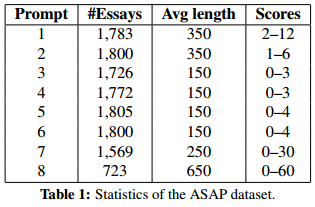 Prompt #Essays Avg length Scores
1 1,783 350 2–12
2 1,800 350 1–6
3 1,726 150 0–3
4 1,772 150 0–3
5 1,805 150 0–4
6 1,800 150 0–4
7 1,569 250 0–30
8 723 650 0–60
Table 1: Statistics of the ASAP dataset.